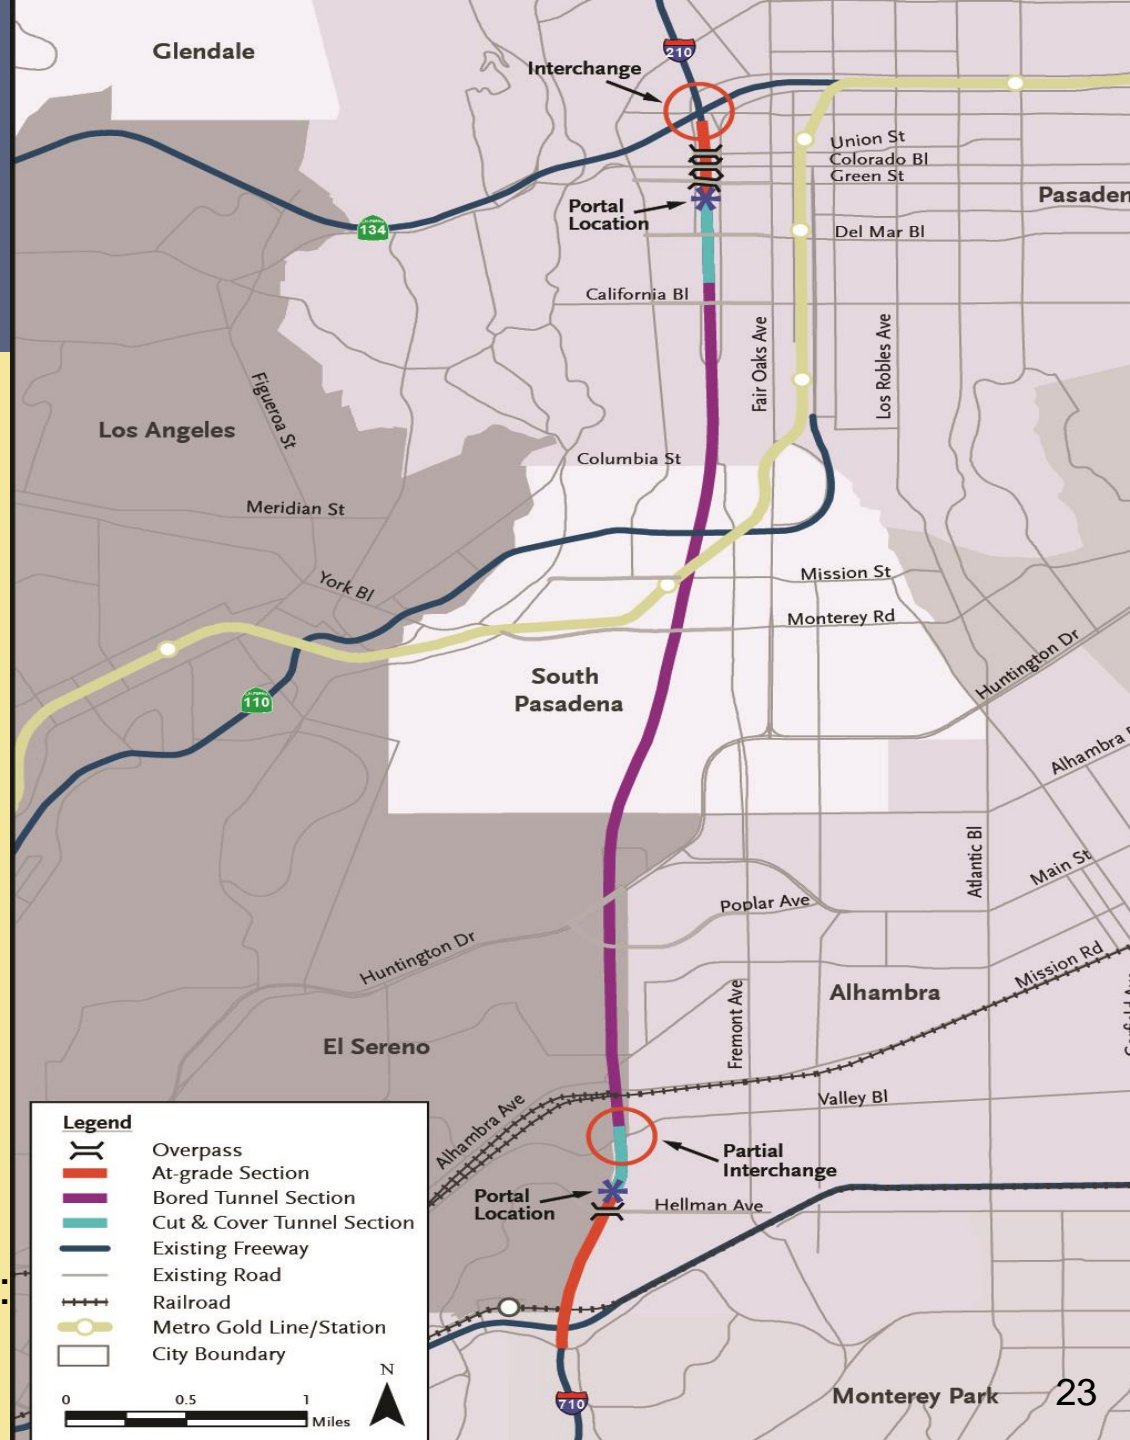 Glendale
210
Interchange
Union St
Colorado Bl
Green St
Portal
Location
134
Del Mar Bl
California Bl
Fair Oaks Ave
Los Robles Ave
Figueroa St
Los Angeles
Columbia St
Meridian St
York Bl
Mission St
Monterey Rd
Huntington Dr
South
Pasadena
110
Alhambra
Atlantic Bl
Main St
Poplar Ave
Huntington Dr
Mission Rd
Alhambra
Fremont Ave
El Sereno
Valley Bl
Alhambra Ave
Partial
Interchange
Portal
Location
Hellman Ave
Legend
Overpass
At-grade Section
Bored Tunnel Section
Cut & Cover Tunnel Section
Existing Freeway
Existing Road
Railroad
Metro Gold Line/Station
City Boundary
N
0 0.5 1
Miles
710
Monterey Park
23